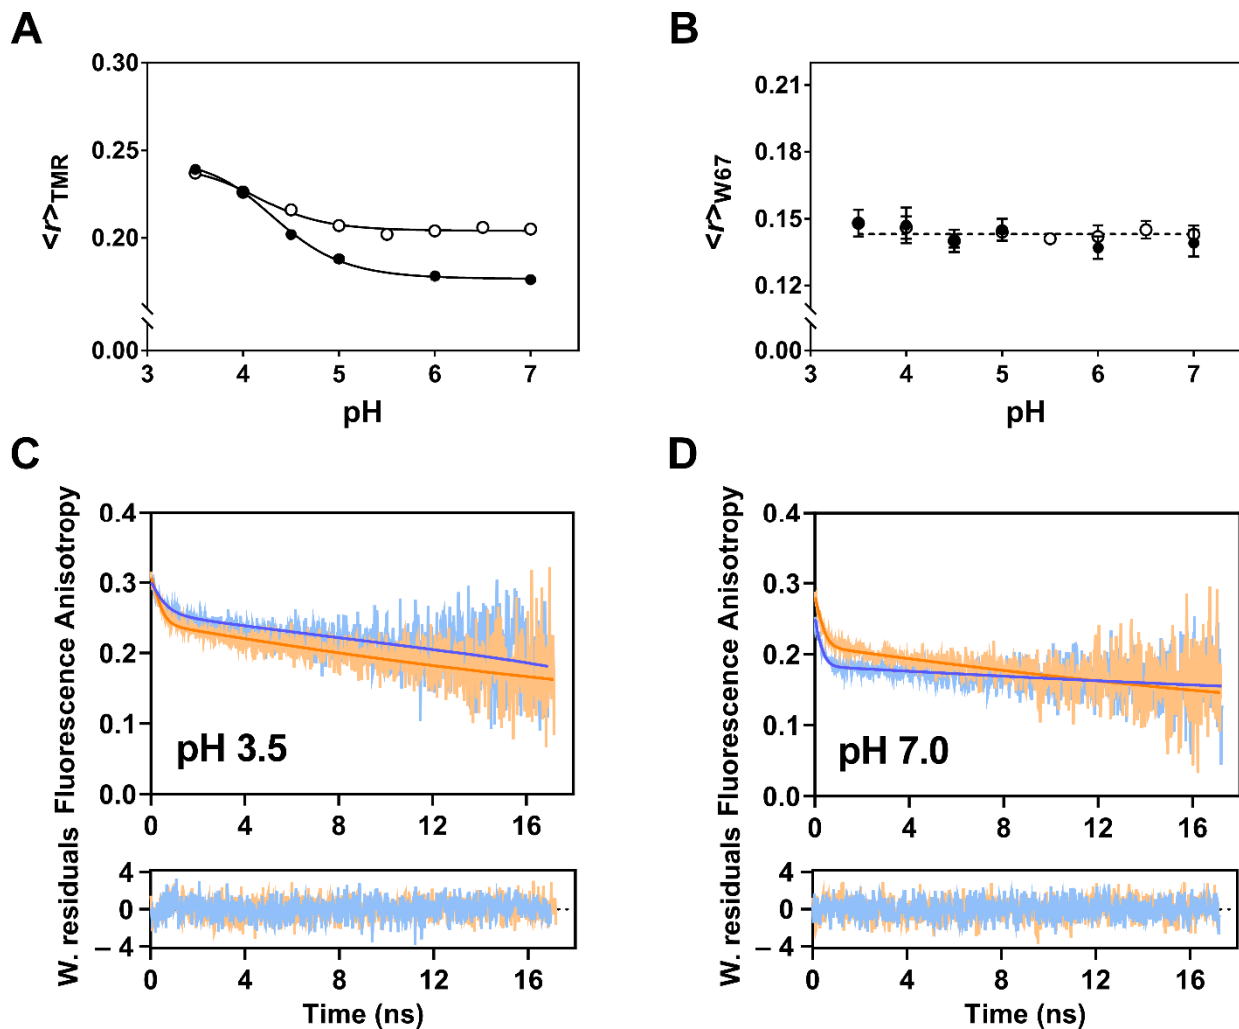 A
B
0.30
0.25
0.20
0.00
<r>TMR
3 4 5 6 7
pH
0.21
0.18
0.15
0.12
0.00
<r>W67
3 4 5 6 7
pH
C
D
Fluorescence Anisotropy
0.4
0.3
0.2
0.1
0.0
pH 3.5
0 4 8 12 16
W. residuals
4
0
– 4
0 4 8 12 16
Time (ns)
Fluorescence Anisotropy
0.4
0.3
0.2
0.1
0.0
pH 7.0
0 4 8 12 16
W. residuals
4
0
– 4
0 4 8 12 16
Time (ns)